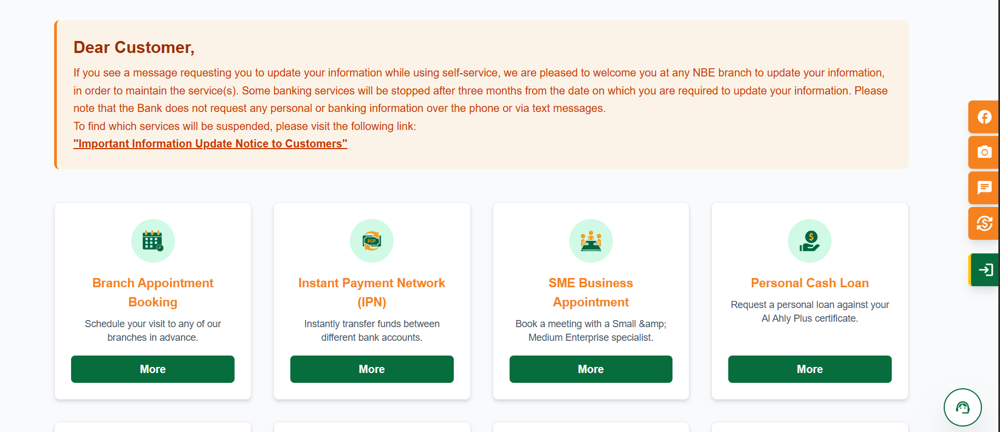 Dear Customer,
If you see a message requesting you to update your information while using self-service, we are pleased to welcome you at any NBE branch to update your information,
in order to maintain the service(s). Some banking services will be stopped after three months from the date on which you are required to update your information. Please
note that the Bank does not request any personal or banking information over the phone or via text messages.
To find which services will be suspended, please visit the following link:
"Important Information Update Notice to Customers"
Branch Appointment
Booking
Schedule your visit to any of our
branches in advance.
More
EGP
Instant Payment Network
(IPN)
Instantly transfer funds between
different bank accounts.
More
SME Business
Appointment
Book a meeting with a Small &amp;
Medium Enterprise specialist.
More
$
Personal Cash Loan
Request a personal loan against your
Al Ahly Plus certificate.
More